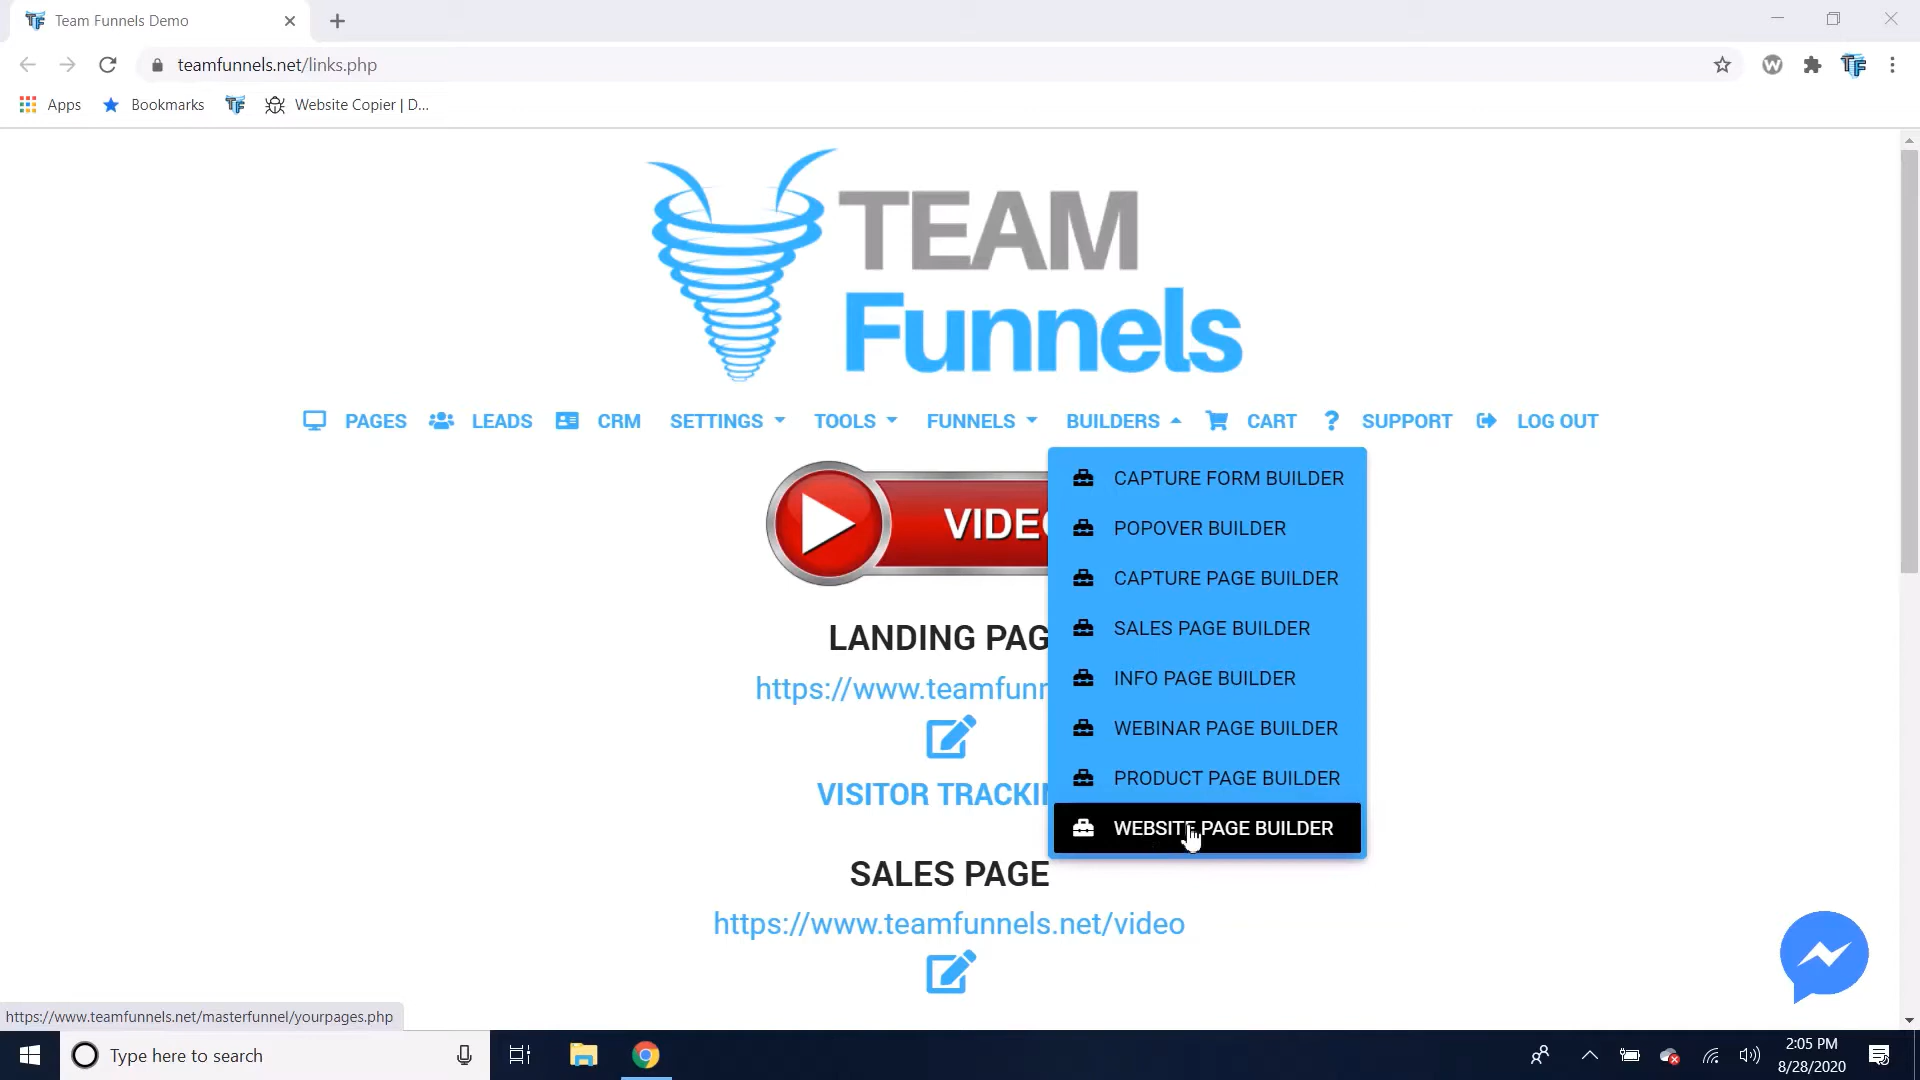 Team Funnels Demo
teamfunnels.net/links.php
W
TF
Apps
Bookmarks
TF
Website Copier | D...
TEAM
Funnels
PAGES LEADS CRM SETTINGS TOOLS FUNNELS BUILDERS CART ? SUPPORT LOG OUT
CAPTURE FORM BUILDER
POPOVER BUILDER
CAPTURE PAGE BUILDER
SALES PAGE BUILDER
INFO PAGE BUILDER
WEBINAR PAGE BUILDER
PRODUCT PAGE BUILDER
WEBSITE PAGE BUILDER
VIDE
LANDING PAG
https://www.teamfunn
VISITOR TRACKI
SALES PAGE
https://www.teamfunnels.net/video
https://www.teamfunnels.net/masterfunnel/yourpages.php
Type here to search
2:05 PM
8/28/2020